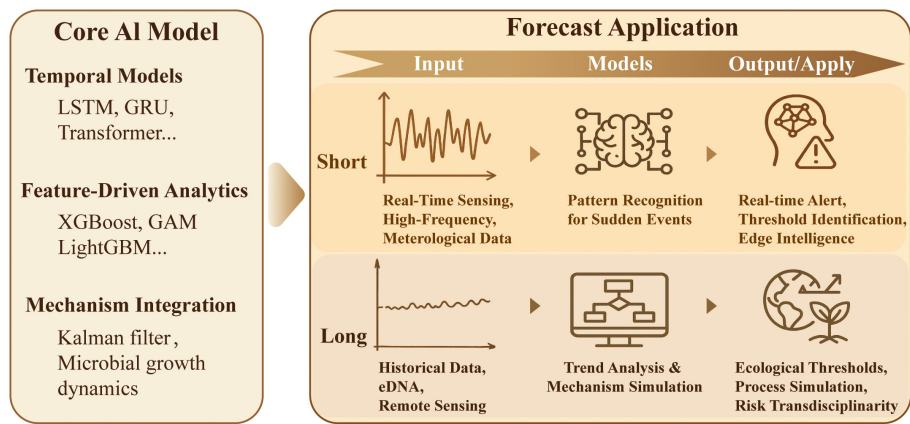 Core AI Model
Temporal Models
LSTM, GRU,
Transformer...
Feature-Driven Analytics
XGBoost, GAM
LightGBM...
Mechanism Integration
Kalman filter,
Microbial growth
dynamics
Forecast Application
Input
Models
Output/Apply
Short
Real-Time Sensing,
High-Frequency,
Meterological Data
Pattern Recognition
for Sudden Events
Real-time Alert,
Threshold Identification,
Edge Intelligence
Long
Historical Data,
eDNA,
Remote Sensing
Trend Analysis &
Mechanism Simulation
Ecological Thresholds,
Process Simulation,
Risk Transdisciplinarity